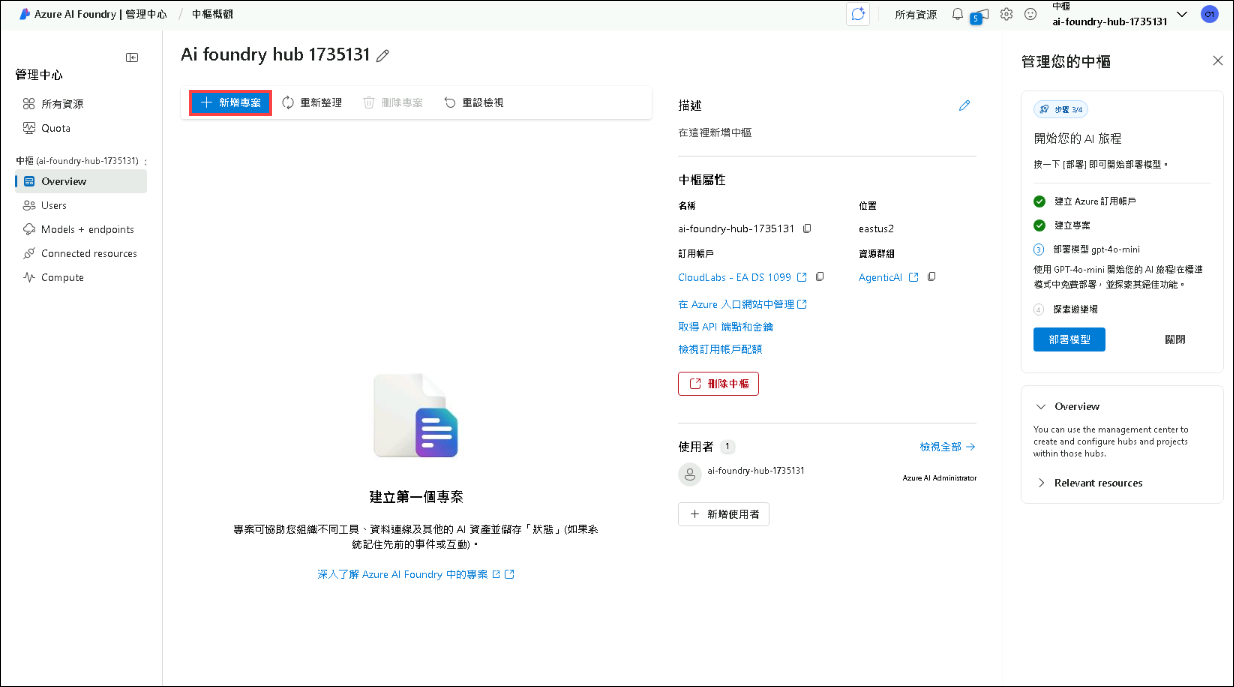 Azure AI Foundry | 管理中心 / 中樞概觀
所有資源
5
中樞
ai-foundry-hub-1735131
管理中心
所有資源
Quota
中樞 (ai-foundry-hub-1735131) :
Overview
Users
Models + endpoints
Connected resources
Compute
Ai foundry hub 1735131
新增專案
重新整理
刪除專案
重設檢視
建立第一個專案
專案可協助您組織不同工具、資料連線及其他的 AI 資產並儲存「狀態」(如果系
統記住先前的事件或互動)。
深入了解 Azure AI Foundry 中的專案
描述
在這裡新增中樞
中樞屬性
名稱
ai-foundry-hub-1735131
位置
eastus2
訂用帳戶
CloudLabs - EA DS 1099
資源群組
AgenticAI
在 Azure 入口網站中管理
取得 API 端點和金鑰
檢視訂用帳戶配額
刪除中樞
使用者 1
檢視全部
ai-foundry-hub-1735131
Azure AI Administrator
新增使用者
管理您的中樞
步驟 3/4
開始您的 AI 旅程
按一下 [部署] 即可開始部署模型。
建立 Azure 訂用帳戶
建立專案
3 部署模型 gpt-4o-mini
使用 GPT-4o-mini 開始您的 AI 旅程!在標準
模式中免費部署，並探索其絕佳功能。
4 探索遊樂場
部署模型
關閉
Overview
You can use the management center to
create and configure hubs and projects
within those hubs.
Relevant resources